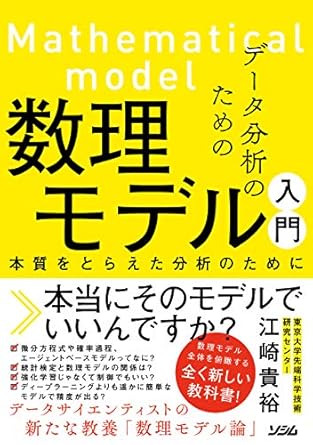 Mathematical
model
データ分析の
ための
数理
モデル
入門
本質をとらえた分析のために
本当にそのモデルで
いいんですか?
微分方程式や確率過程、
エージェントベースモデルってなに?
統計検定と数理モデルの関係は?
強化学習じゃなくて制御でもいい?
ディープラーニングよりも遥かに簡単な
モデルで精度が出る?
数理モデル
全体を俯瞰する
全く新しい
教科書!
東京大学先端科学技術
研究センター
江崎貴裕
データサイエンティストの
新たな教養「数理モデル論」
ソシム